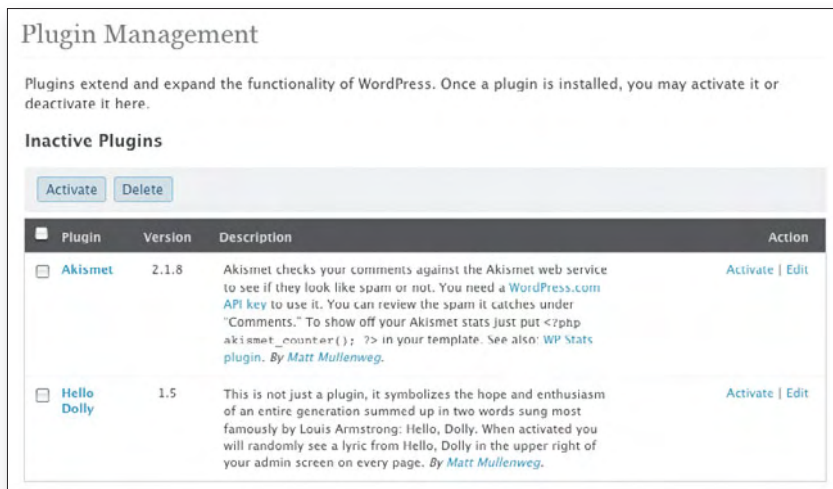 Plugin Management
Plugins extend and expand the functionality of WordPress. Once a plugin is installed, you may activate it or
deactivate it here.
Inactive Plugins
Activate Delete
Plugin Version Description Action
Akismet 2.1.8 Akismet checks your comments against the Akismet web service Activate | Edit
to see if they look like spam or not. You need a WordPress.com
API key to use it. You can review the spam it catches under
"Comments." To show off your Akismet stats just put <?php
akismet_counter(); ?> in your template. See also: WP Stats
plugin. By Matt Mullenweg.
Hello 1.5 This is not just a plugin, it symbolizes the hope and enthusiasm Activate | Edit
Dolly of an entire generation summed up in two words sung most
famously by Louis Armstrong: Hello, Dolly. When activated you
will randomly see a lyric from Hello, Dolly in the upper right of
your admin screen on every page. By Matt Mullenweg.